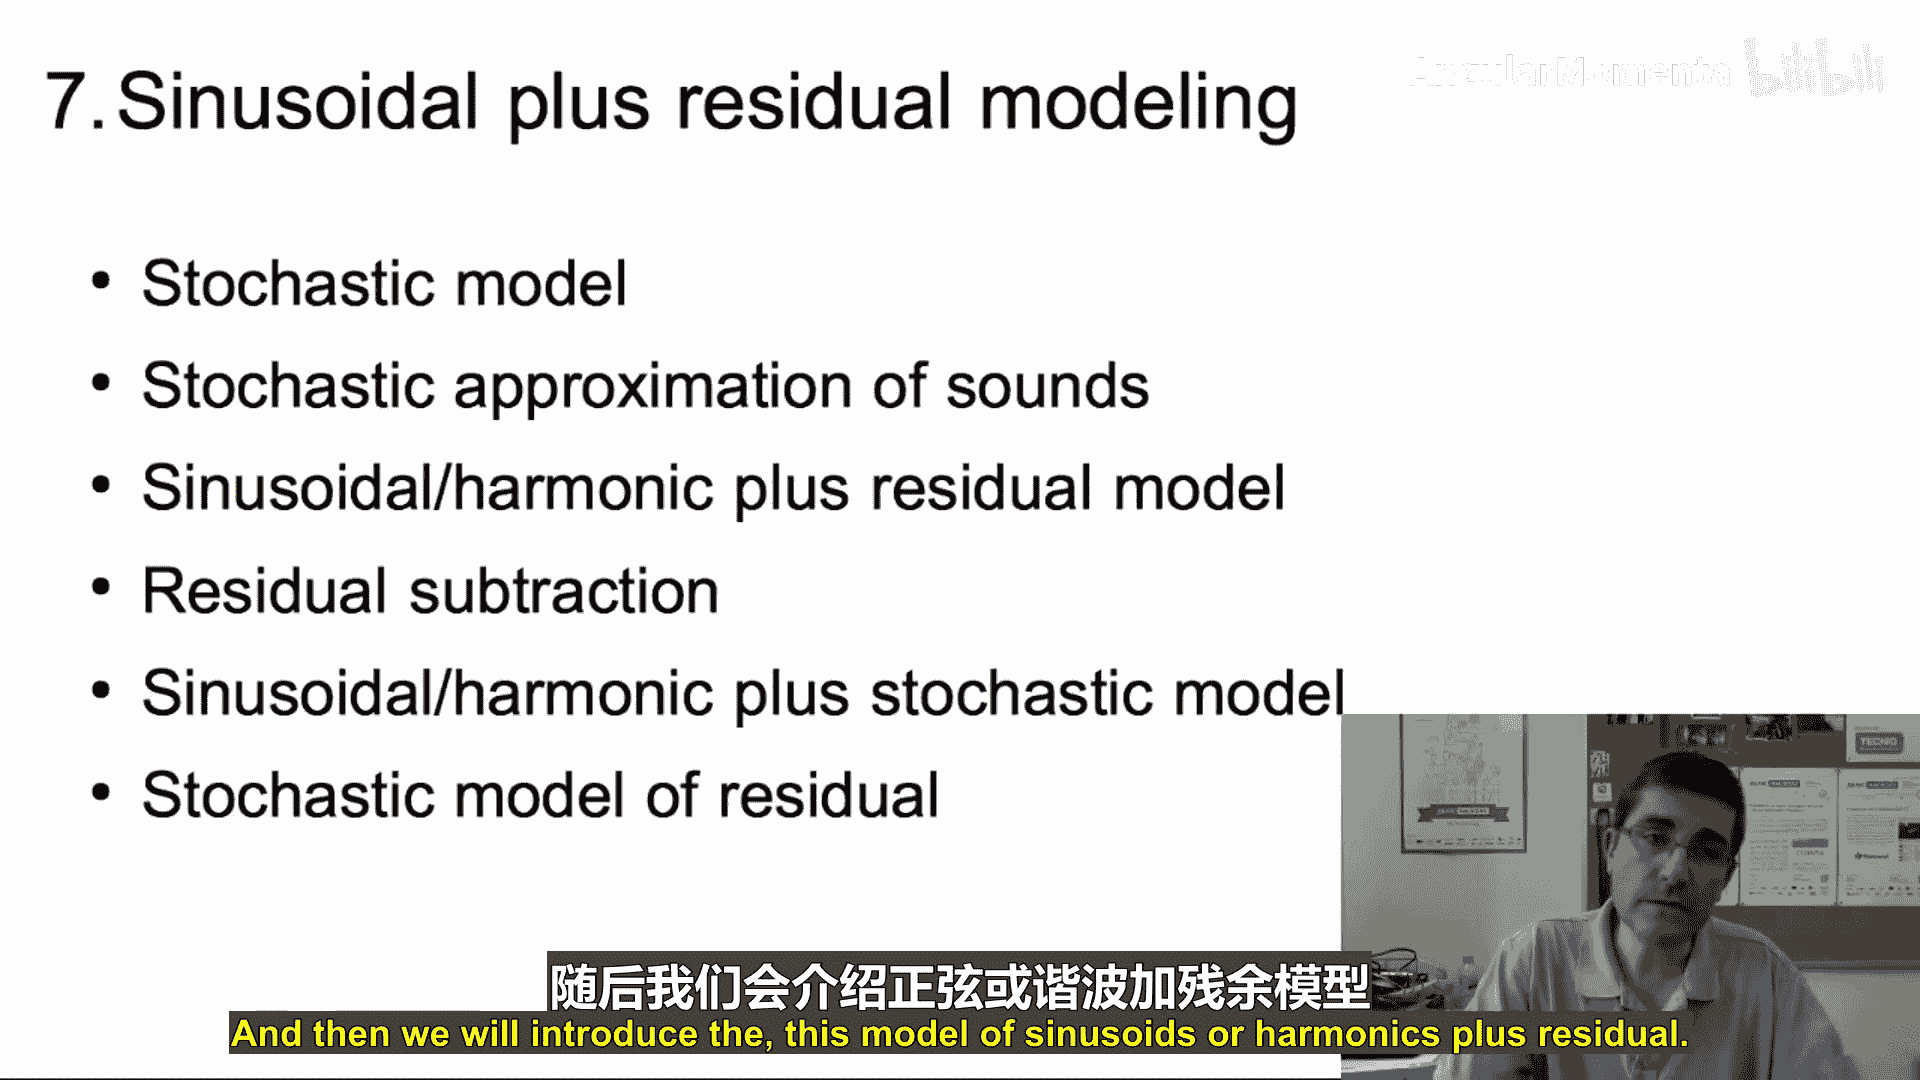 7. Sinusoidal plus residual modeling
bilibili
• Stochastic model
• Stochastic approximation of sounds
• Sinusoidal/harmonic plus residual model
• Residual subtraction
• Sinusoidal/harmonic plus stochastic model
• Stochastic model of residual
TECNIO
随后我们会介绍正弦或谐波加残余模型
And then we will introduce the, this model of sinusoids or harmonics plus residual.